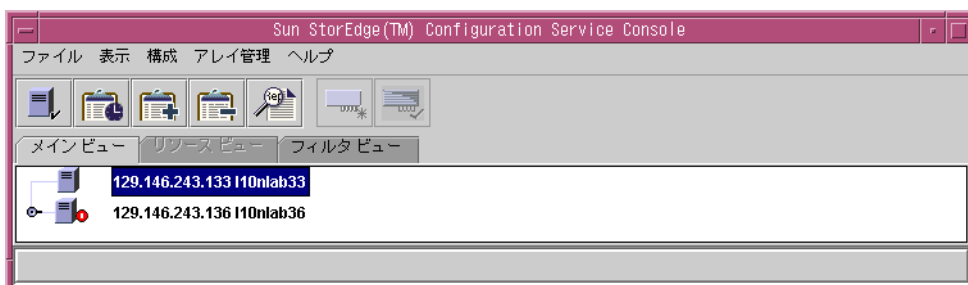 Sun StorEdge(TM) Configuration Service Console
ファイル 表示 構成 アレイ管理 ヘルプ
Rep
メイン ビュー リソース ビュー フィルタ ビュー
129.146.243.133 l10nlab33
129.146.243.136 l10nlab36